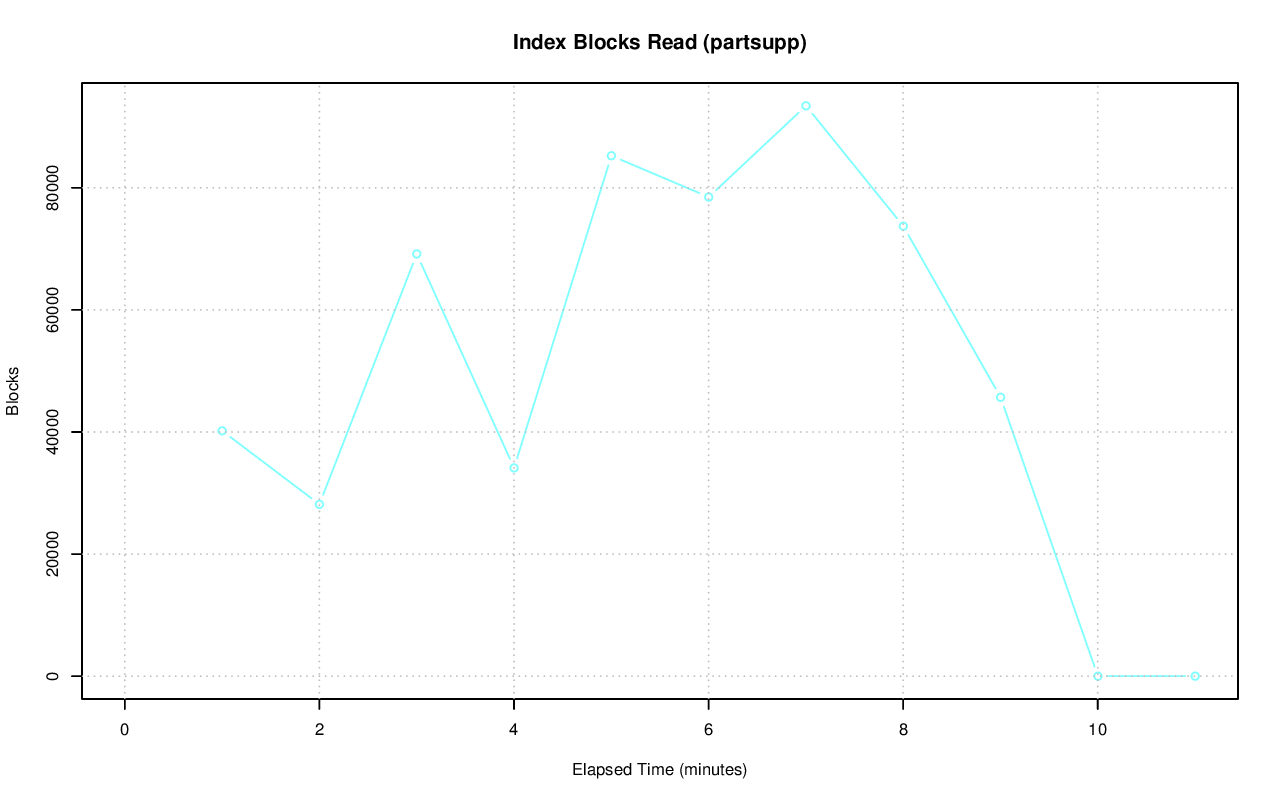 Index Blocks Read (partsupp)
Blocks
80000
60000
40000
20000
0
0 2 4 6 8 10
Elapsed Time (minutes)